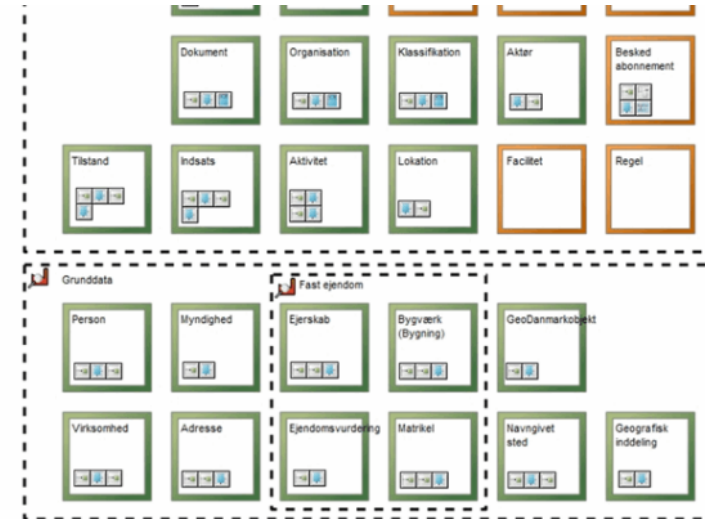 Dokument
Organisation
Klassifikation
Aktør
Besked
abonnement
Tilstand
Indsats
Aktivitet
Lokation
Facilitet
Regel
Grunddata
Fast ejendom
Person
Myndighed
Ejerskab
Bygværk
(Bygning)
GeoDanmarkobjekt
Virksomhed
Adresse
Ejendomsvurdering
Matrikel
Navngivet
sted
Geografisk
inddeling